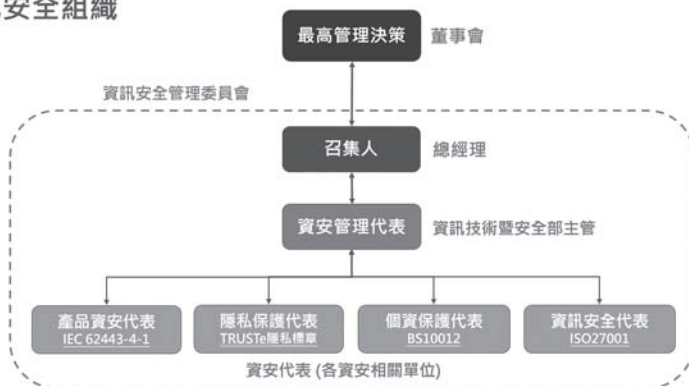 安全組織
最高管理決策 董事會
資訊安全管理委員會
召集人 總經理
資安管理代表 資訊技術暨安全部主管
產品資安代表 隱私保護代表 個資保護代表 資訊安全代表
IEC 62443-4-1 TRUSTe隱私標章 BS10012 ISO27001
資安代表 (各資安相關單位)